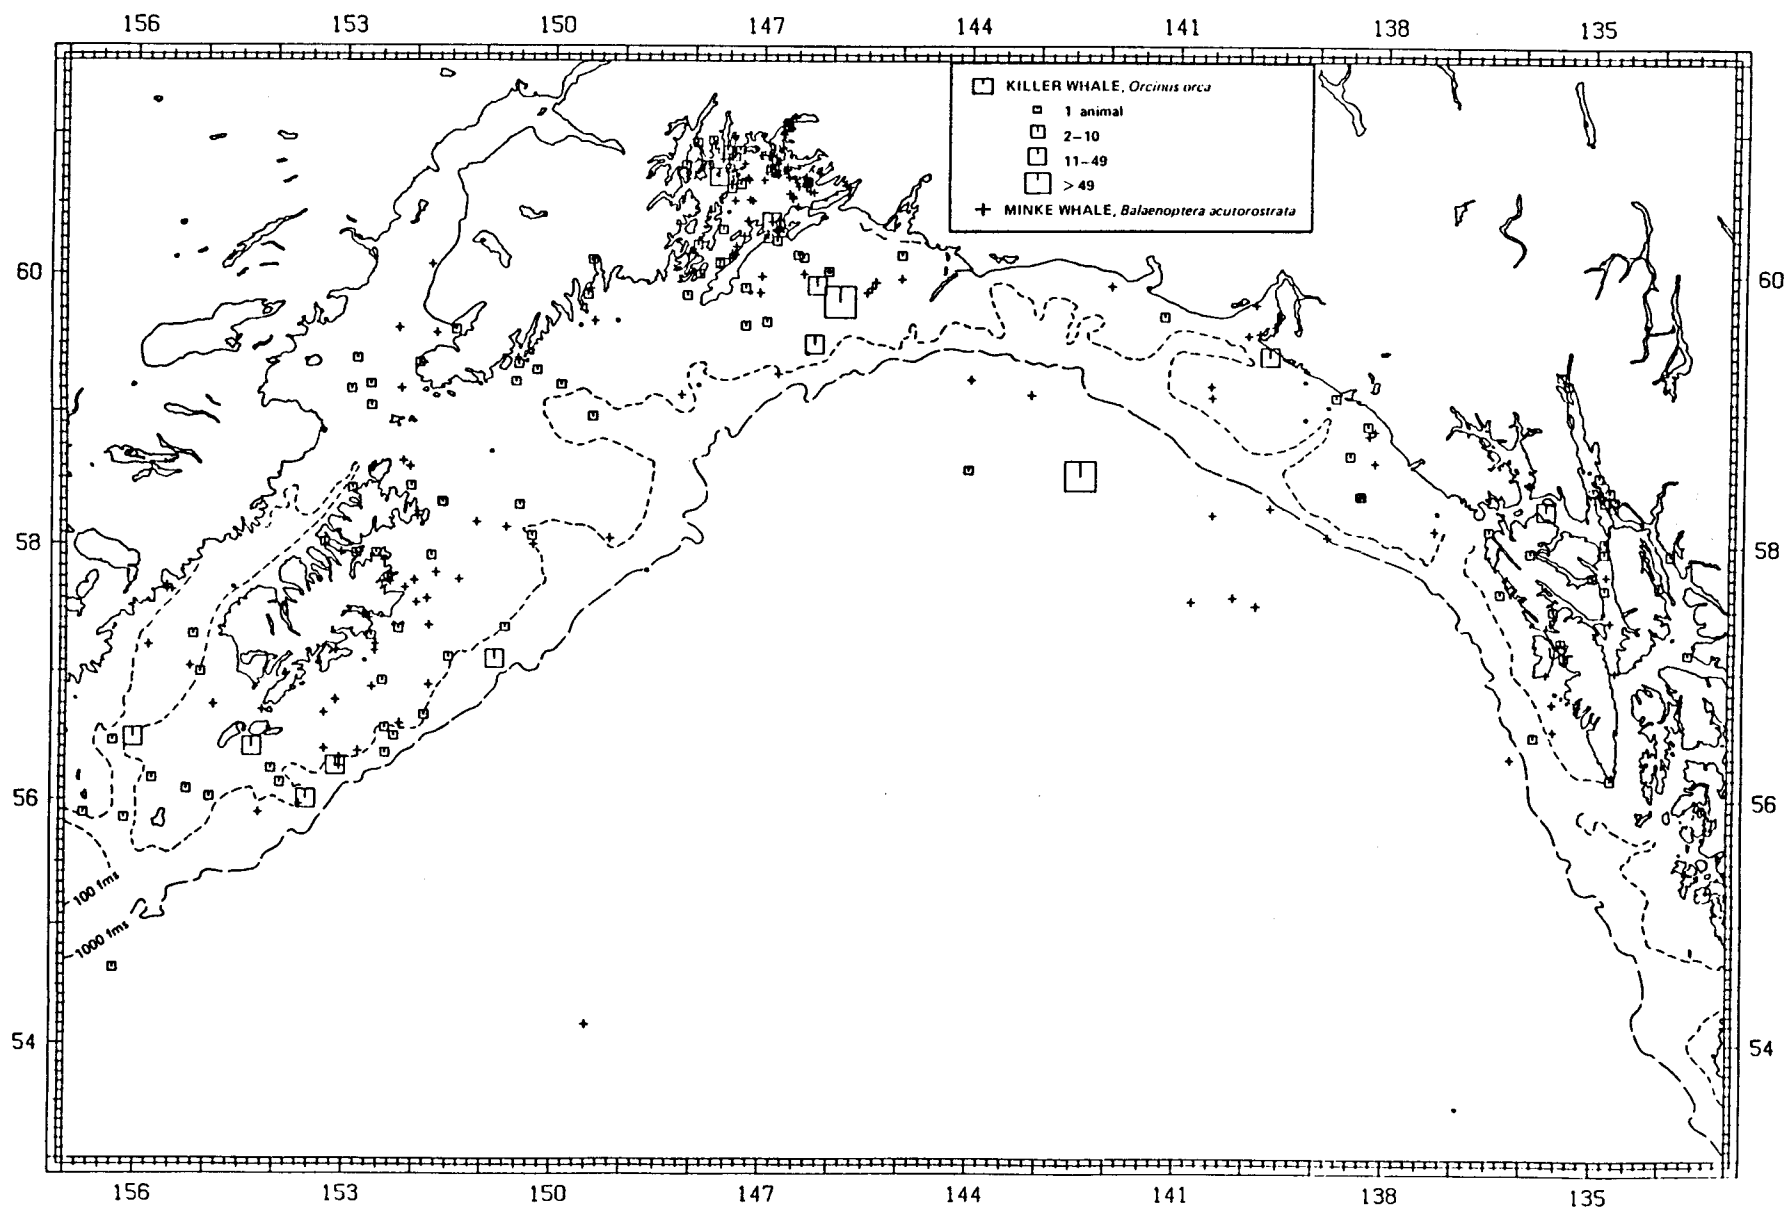 156 153 150 147 144 141 138 135
KILLER WHALE, Orcinus orca
1 animal
2-10
11-49
> 49
MINKE WHALE, Balaenoptera acutorostrata
60 60
58 58
56 56
100 fms
1000 fms
54 54
156 153 150 147 144 141 138 135